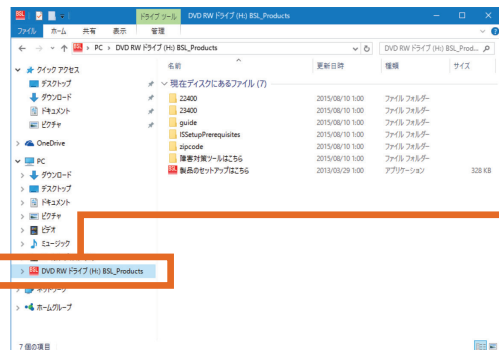 BSL ドライブ ツール DVD RW ドライブ (H:) BSL_Products
ファイル ホーム 共有 表示 管理
BSL › PC › DVD RW ドライブ (H:) BSL_Products DVD RW ドライブ (H:) BSL_Prod...
名前 更新日時 種類 サイズ
クイック アクセス
デスクトップ
ダウンロード
ドキュメント
ピクチャ
OneDrive
PC
ダウンロード
デスクトップ
ドキュメント
ピクチャ
ビデオ
ミュージック
BSL DVD RW ドライブ (H:) BSL_Products
ホームグループ
現在ディスクにあるファイル (7)
22400 2015/08/10 1:00 ファイル フォルダー
23400 2015/08/10 1:00 ファイル フォルダー
guide 2015/08/10 1:00 ファイル フォルダー
ISSetupPrerequisites 2015/08/10 1:00 ファイル フォルダー
zipcode 2015/08/10 1:00 ファイル フォルダー
障害対策ツールはこちら 2015/08/10 1:00 ファイル フォルダー
BSL 製品のセットアップはこちら 2013/03/29 1:00 アプリケーション 328 KB
7 個の項目